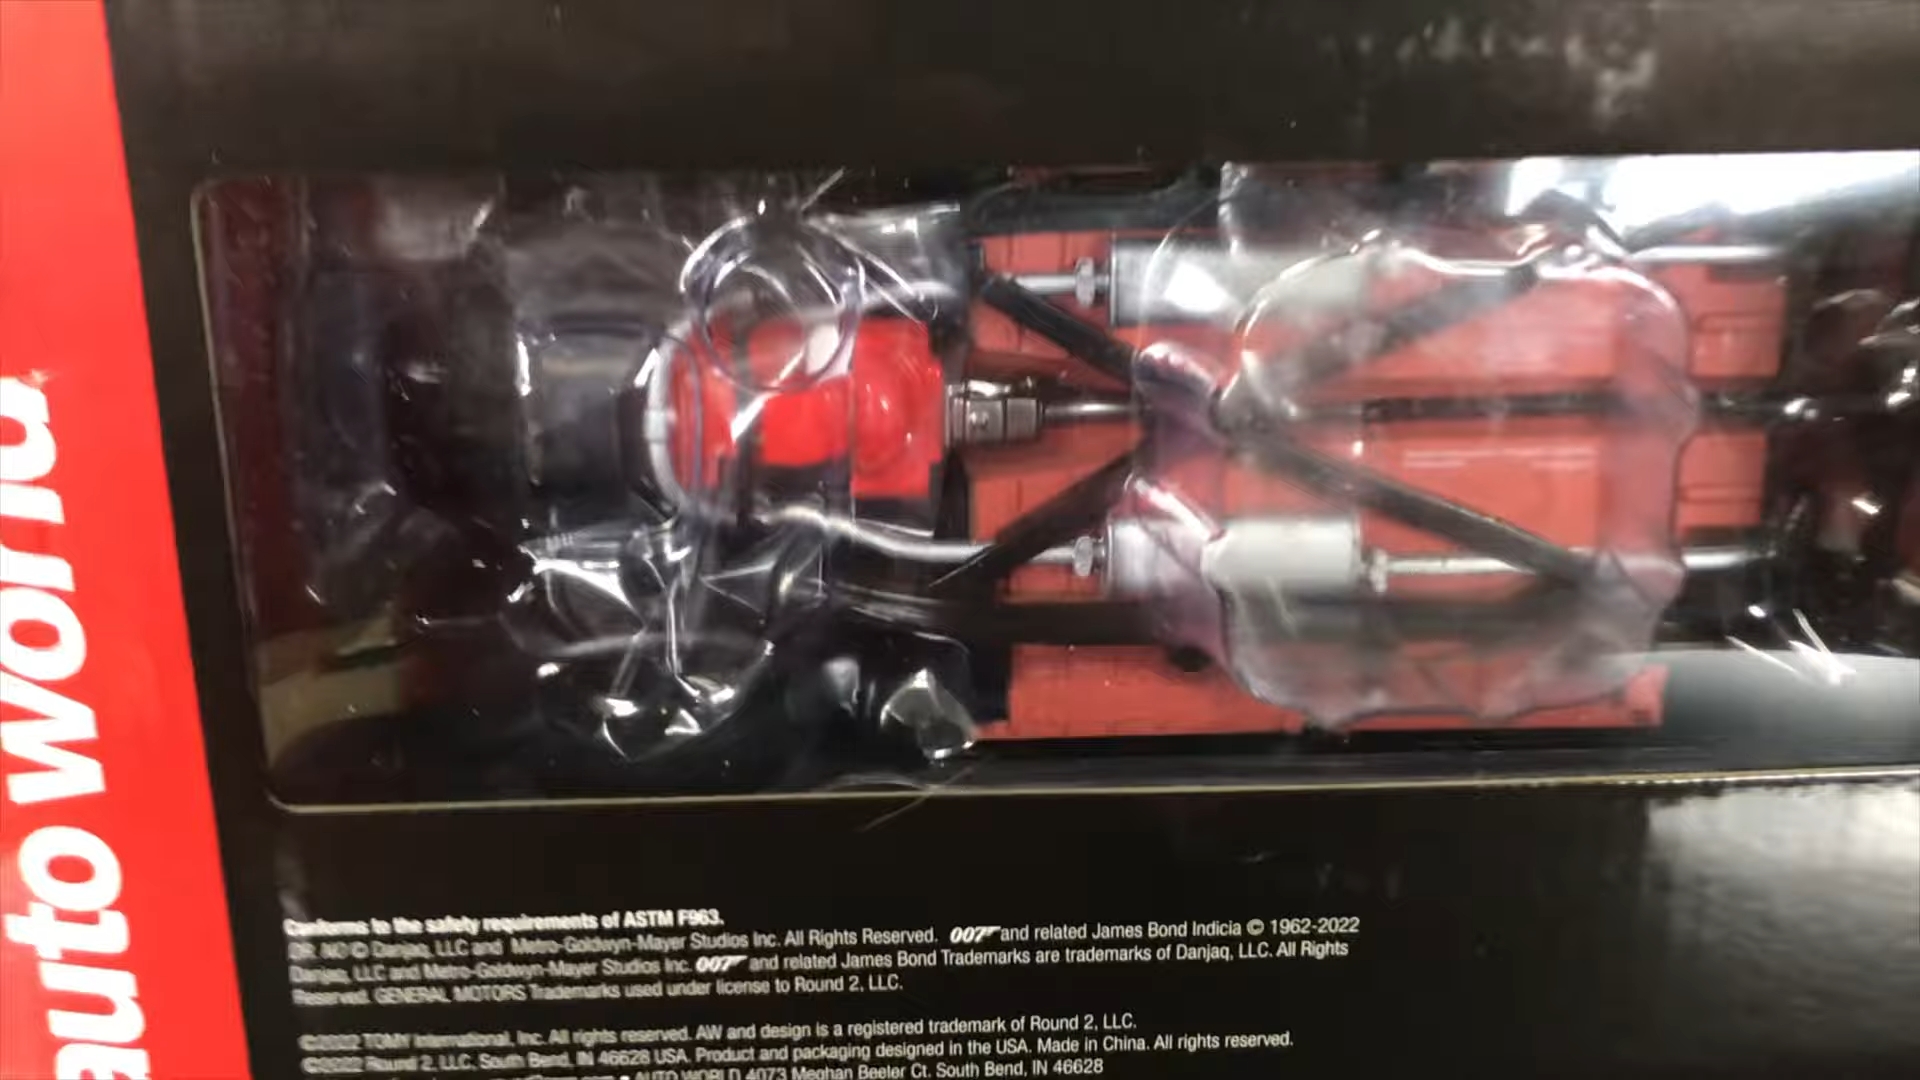 auto world
Conforms to the safety requirements of ASTM F963.
DR. NO © Danjaq, LLC and Metro-Goldwyn-Mayer Studios Inc. All Rights Reserved. 007 and related James Bond Indicia © 1962-2022
Danjaq, LLC and Metro-Goldwyn-Mayer Studios Inc. 007 and related James Bond Trademarks are trademarks of Danjaq, LLC. All Rights
Reserved. GENERAL MOTORS Trademarks used under license to Round 2, LLC.
©2022 TOMY International, Inc. All rights reserved. AW and design is a registered trademark of Round 2, LLC.
©2022 Round 2, LLC, South Bend, IN 46628 USA. Product and packaging designed in the USA. Made in China. All rights reserved.
• AUTO WORLD 4073 Meghan Beeler Ct. South Bend, IN 46628